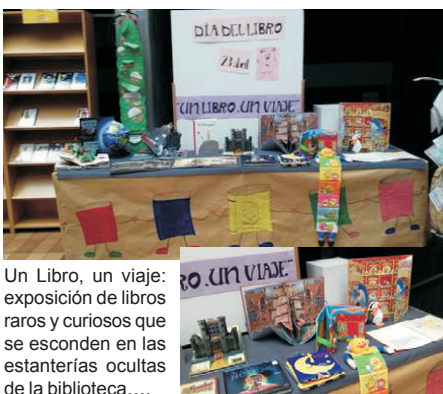 DÍA DEL LIBRO
23 abril
"UN LIBRO. UN VIAJE"
Un Libro, un viaje:
exposición de libros
raros y curiosos que
se esconden en las
estanterías ocultas
de la biblioteca....
RO. UN VIAJE"